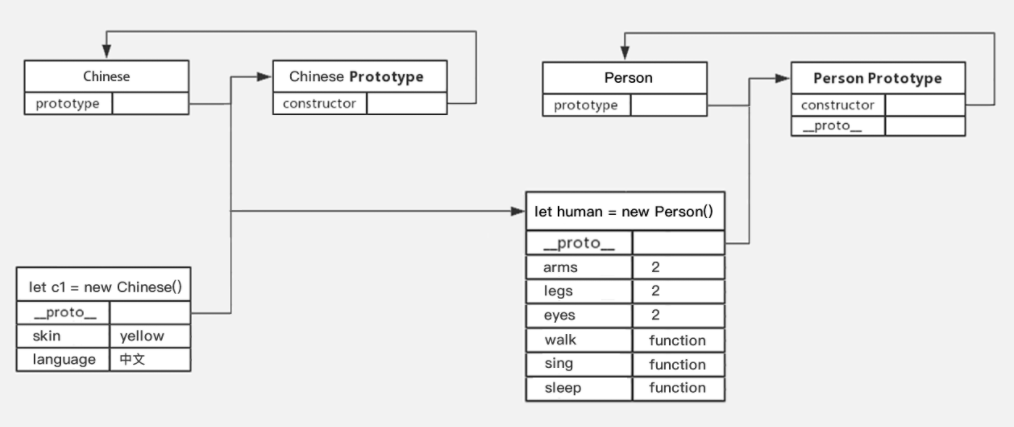 Chinese
prototype
Chinese Prototype
constructor
Person
prototype
Person Prototype
constructor
__proto__
let human = new Person()
__proto__
arms 2
legs 2
eyes 2
walk function
sing function
sleep function
let c1 = new Chinese()
__proto__
skin yellow
language 中文